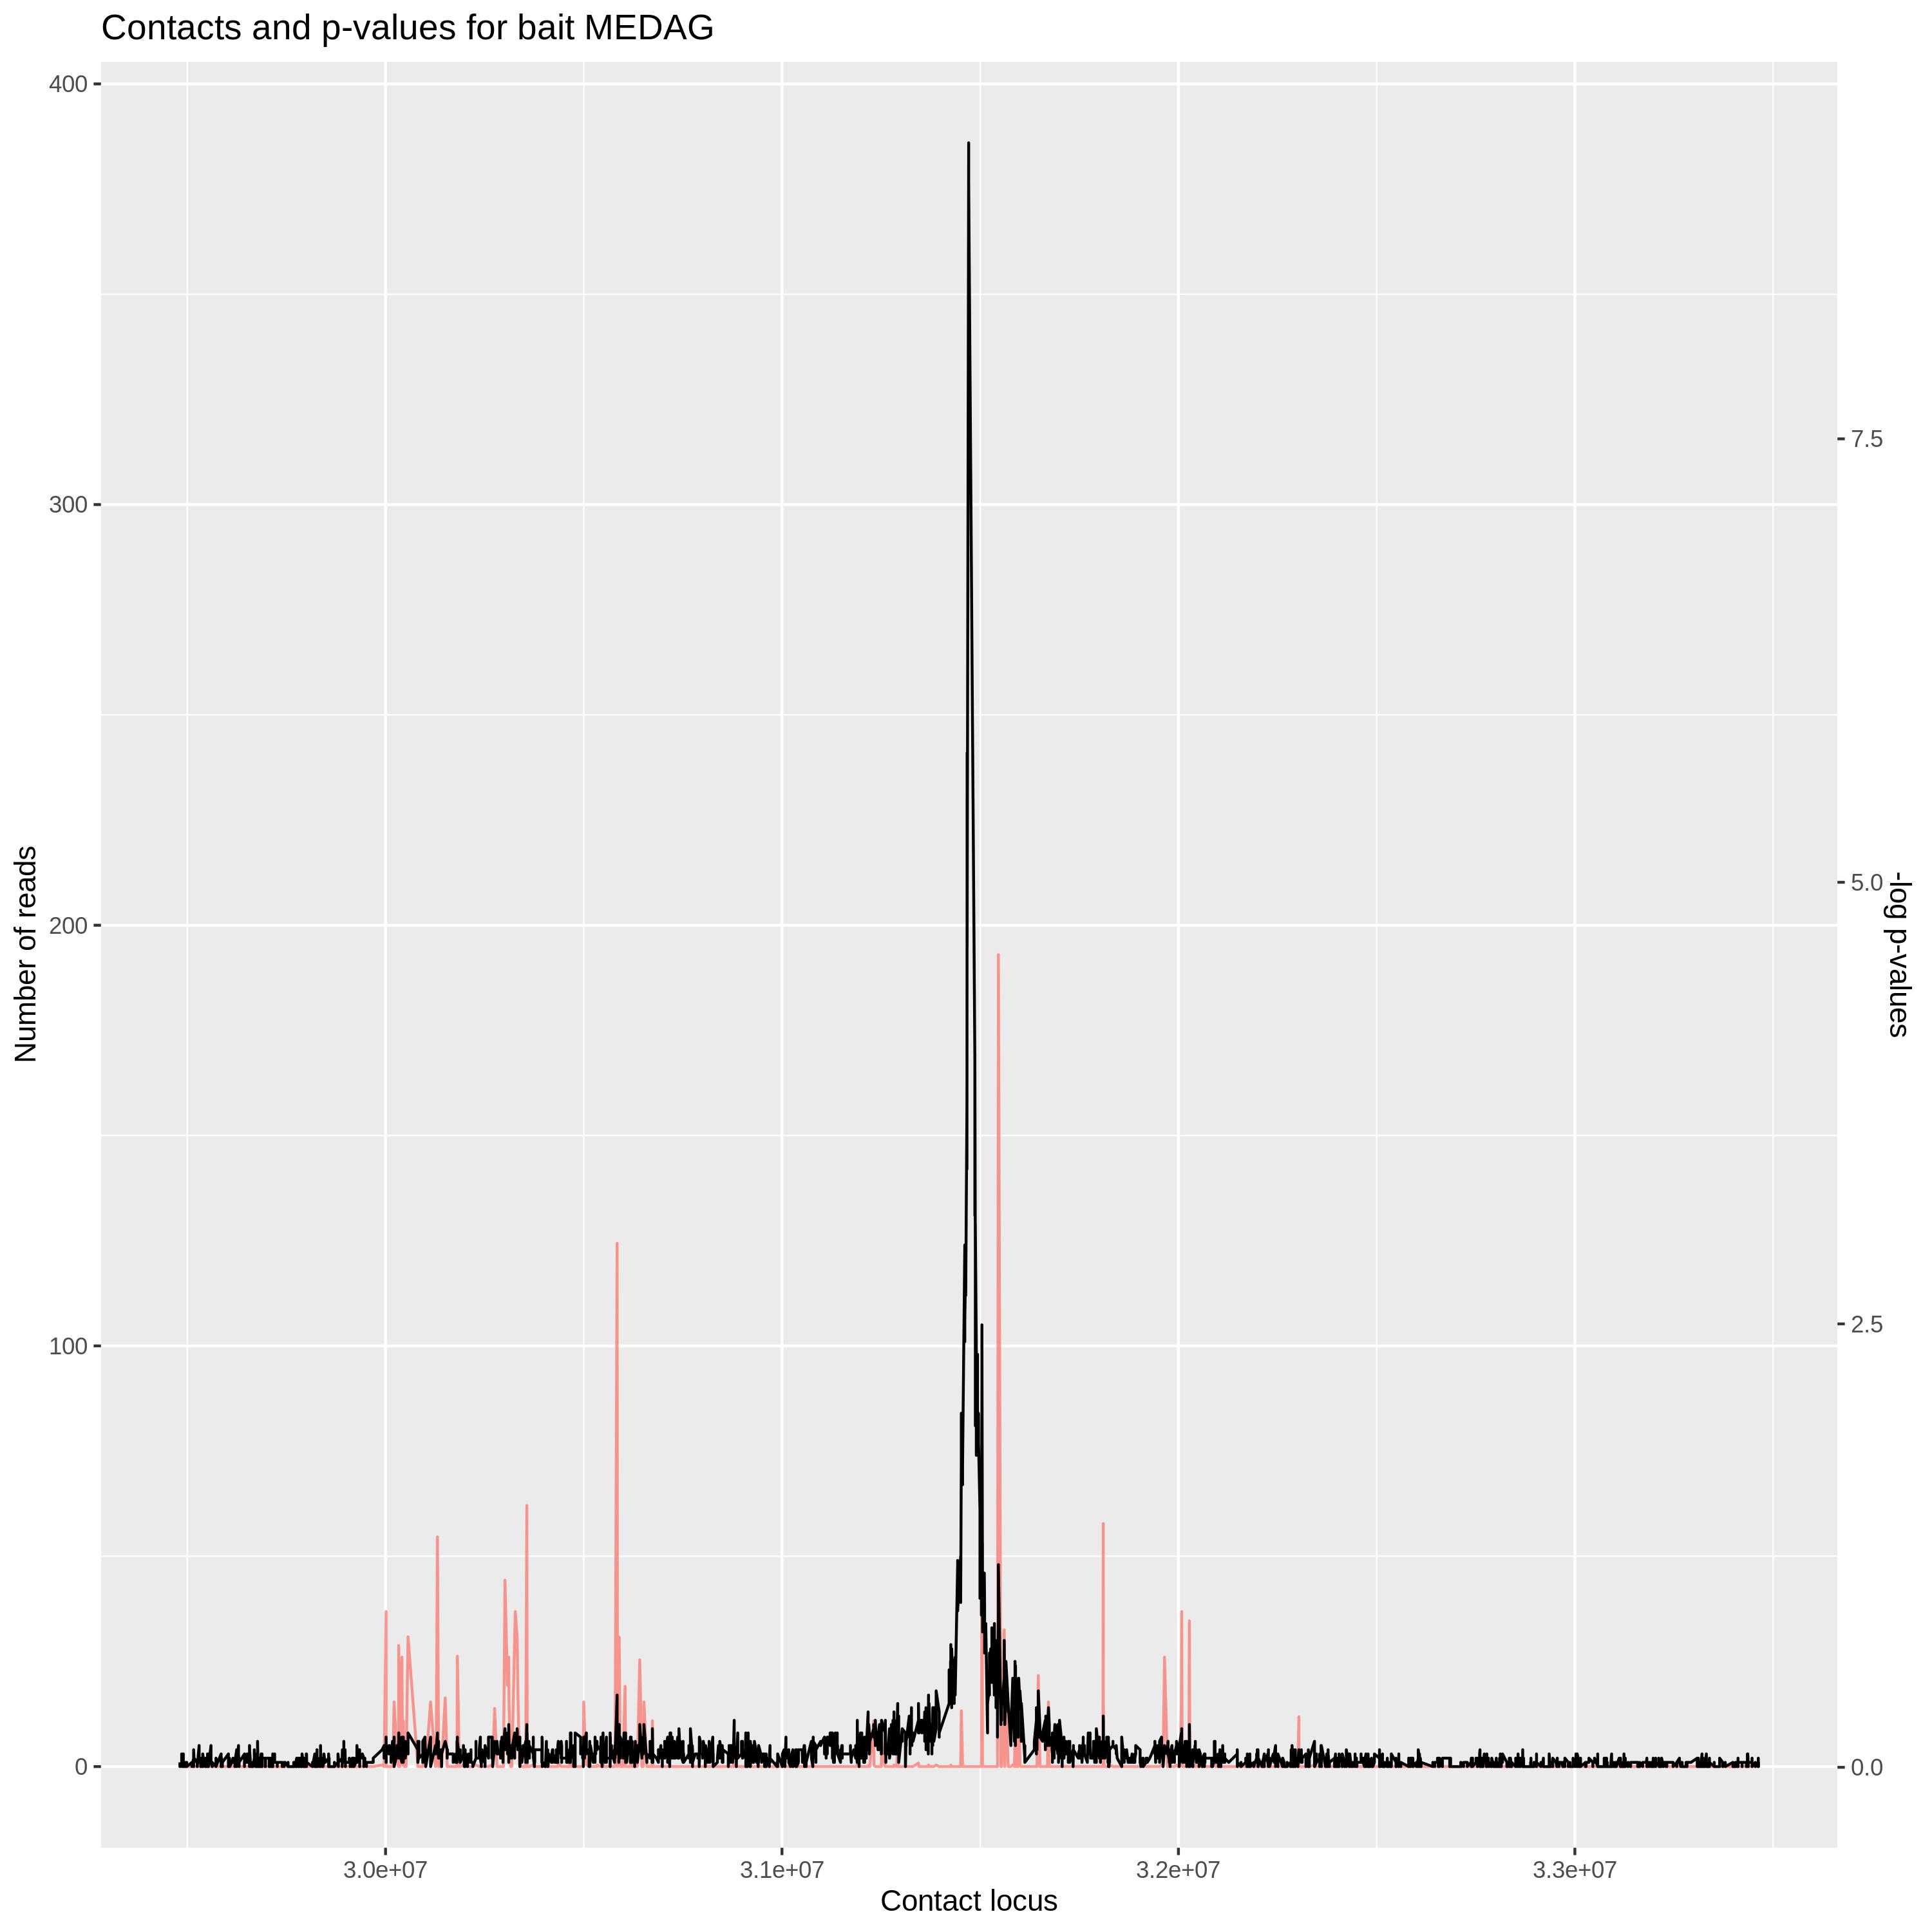 Contacts and p-values for bait MEDAG
400
300
200
100
0
Number of reads
7.5
5.0
2.5
0.0
-log p-values
3.0e+07
3.1e+07
3.2e+07
3.3e+07
Contact locus